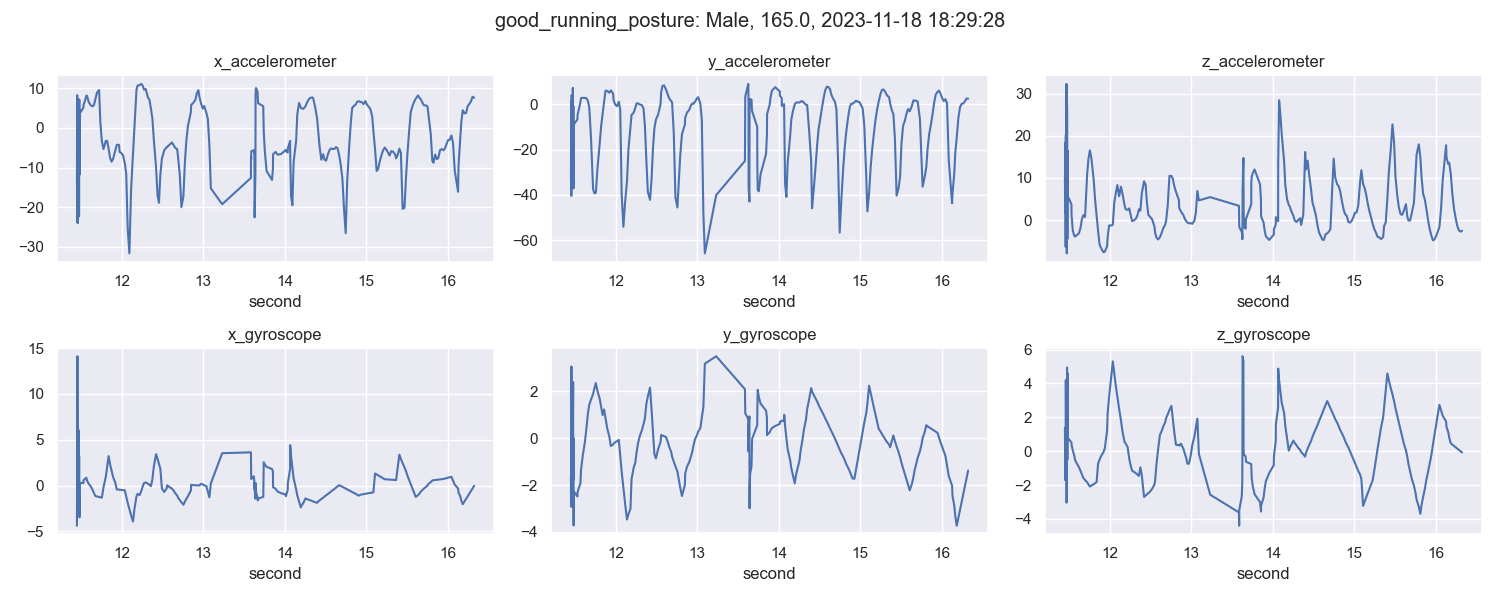 good_running_posture: Male, 165.0, 2023-11-18 18:29:28
x_accelerometer
10
0
−10
−20
−30
12 13 14 15 16
second
y_accelerometer
0
−20
−40
−60
12 13 14 15 16
second
z_accelerometer
30
20
10
0
12 13 14 15 16
second
x_gyroscope
15
10
5
0
−5
12 13 14 15 16
second
y_gyroscope
2
0
−2
−4
12 13 14 15 16
second
z_gyroscope
6
4
2
0
−2
−4
12 13 14 15 16
second